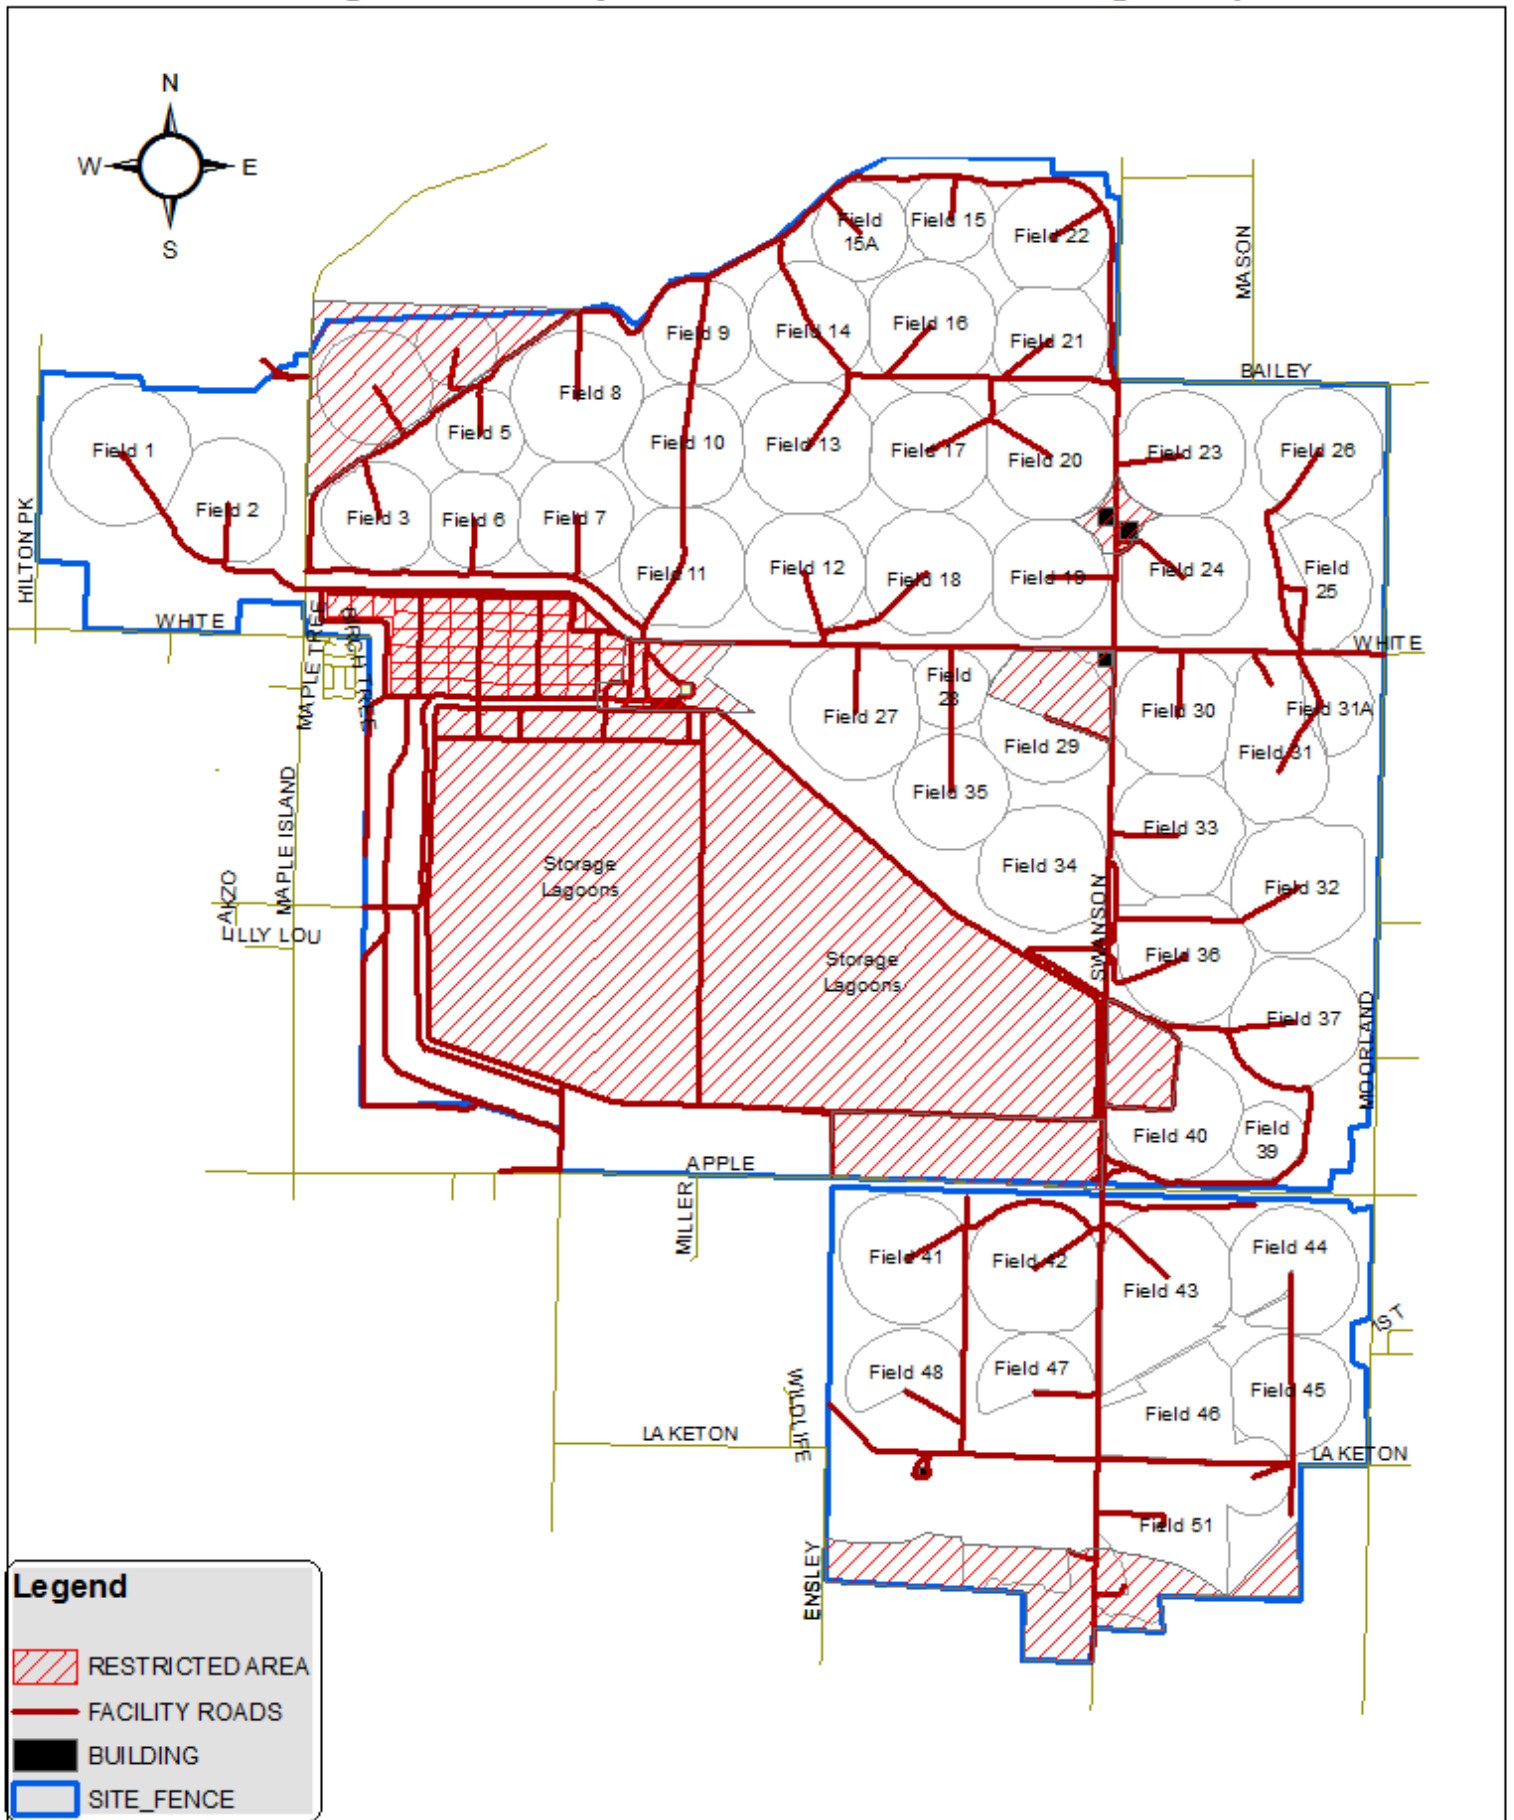 N
W E
S
Field 15
Field
15A
Field 22
MASON
Field 9
Field 14
Field 16
Field 21
BAILEY
Field 8
Field 5
Field 10
Field 13
Field 17
Field 20
Field 23
Field 26
Field 1
Field 2
Field 3
Field 6
Field 7
Field 11
Field 12
Field 18
Field 19
Field 24
Field
25
HILTON PK
WHITE
MAPLE TREE
BIRCH TREE
WHITE
Field 27
Field
28
Field 29
Field 30
Field 31A
Field 31
Field 35
Field 33
Field 34
Field 32
MAPLE ISLAND
AKZO
LILLY LOU
Storage
Lagoons
Storage
Lagoons
SWANSON
Field 36
Field 37
MOORLAND
Field 40
Field
39
APPLE
MILLER
Field 41
Field 42
Field 43
Field 44
1ST
Field 48
Field 47
Field 46
Field 45
WILDLIFE
LAKETON
LAKETON
Field 51
ENSLEY
Legend
RESTRICTED AREA
FACILITY ROADS
BUILDING
SITE_FENCE